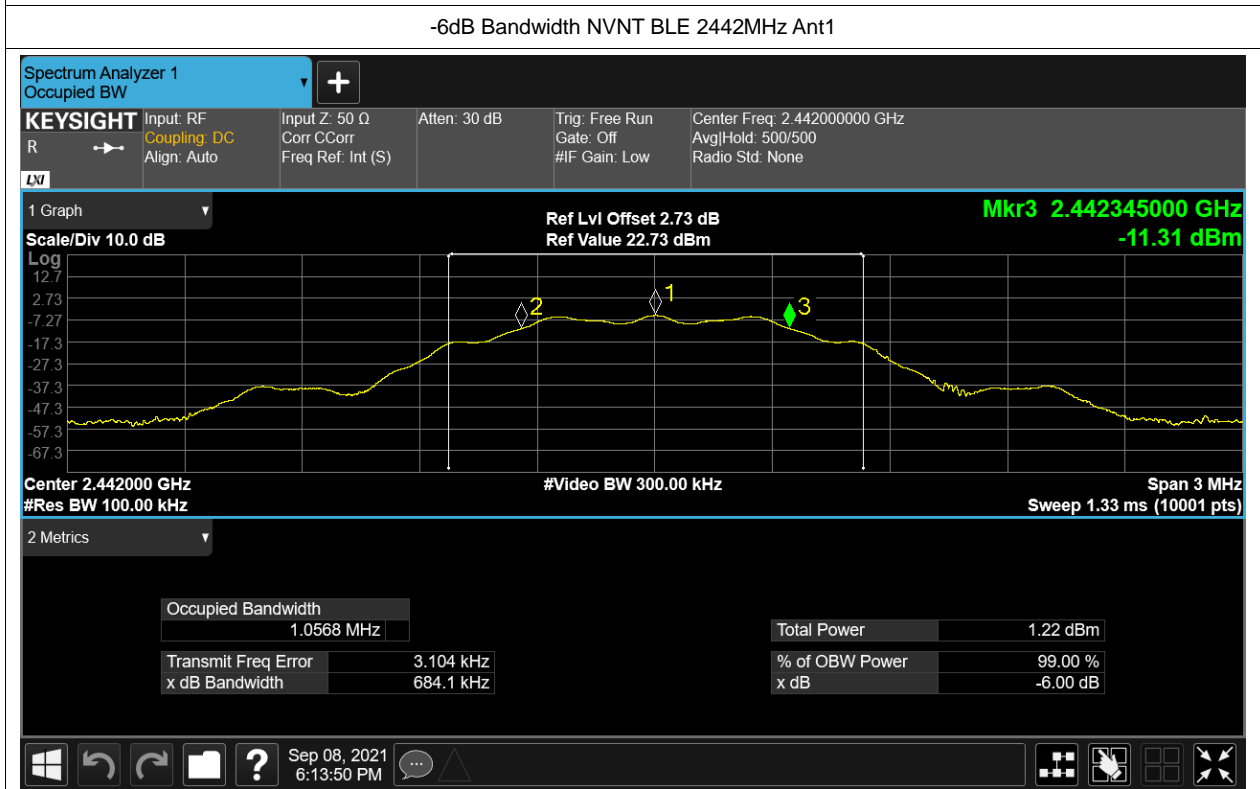 -6dB Bandwidth NVNT BLE 2442MHz Ant1
Spectrum Analyzer 1
Occupied BW
KEYSIGHT
R
LXI
Input: RF
Coupling: DC
Align: Auto
Input Z: 50 Ω
Corr CCorr
Freq Ref: Int (S)
Atten: 30 dB
Trig: Free Run
Gate: Off
#IF Gain: Low
Center Freq: 2.442000000 GHz
Avg|Hold: 500/500
Radio Std: None
1 Graph
Scale/Div 10.0 dB
Ref Lvl Offset 2.73 dB
Ref Value 22.73 dBm
Mkr3 2.442345000 GHz
-11.31 dBm
Log
12.7
2.73
-7.27
-17.3
-27.3
-37.3
-47.3
-57.3
-67.3
2
1
3
Center 2.442000 GHz
#Res BW 100.00 kHz
#Video BW 300.00 kHz
Span 3 MHz
Sweep 1.33 ms (10001 pts)
2 Metrics
Occupied Bandwidth
1.0568 MHz
Transmit Freq Error 3.104 kHz
x dB Bandwidth 684.1 kHz
Total Power 1.22 dBm
% of OBW Power 99.00 %
x dB -6.00 dB
?
Sep 08, 2021
6:13:50 PM